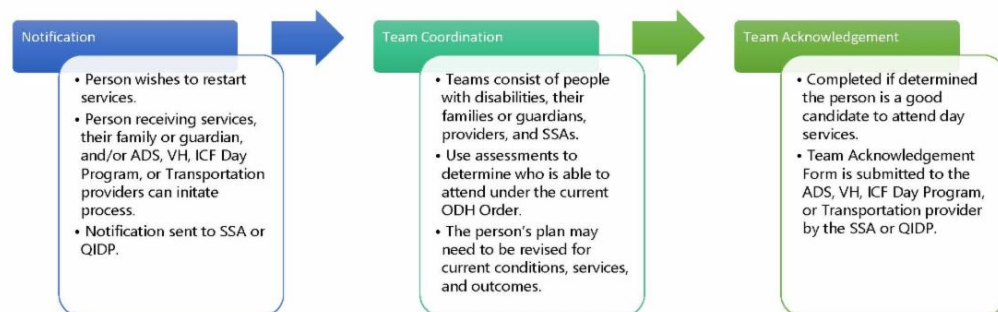 Notification
• Person wishes to restart
services.
• Person receiving services,
their family or guardian,
and/or ADS, VH, ICF Day
Program, or Transportation
providers can initate
process.
• Notification sent to SSA or
QIDP.
Team Coordination
• Teams consist of people
with disabilities, their
families or guardians,
providers, and SSAs.
• Use assessments to
determine who is able to
attend under the current
ODH Order.
• The person's plan may
need to be revised for
current conditions, services,
and outcomes.
Team Acknowledgement
• Completed if determined
the person is a good
candidate to attend day
services.
• Team Acknowledgement
Form is submitted to the
ADS, VH, ICF Day Program,
or Transportation provider
by the SSA or QIDP.